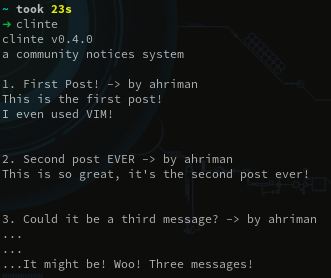 ~ took 23s
➜ clinte
clinte v0.4.0
a community notices system
1. First Post! -> by ahriman
This is the first post!
I even used VIM!
2. Second post EVER -> by ahriman
This is so great, it's the second post ever!
3. Could it be a third message? -> by ahriman
...
...
...It might be! Woo! Three messages!